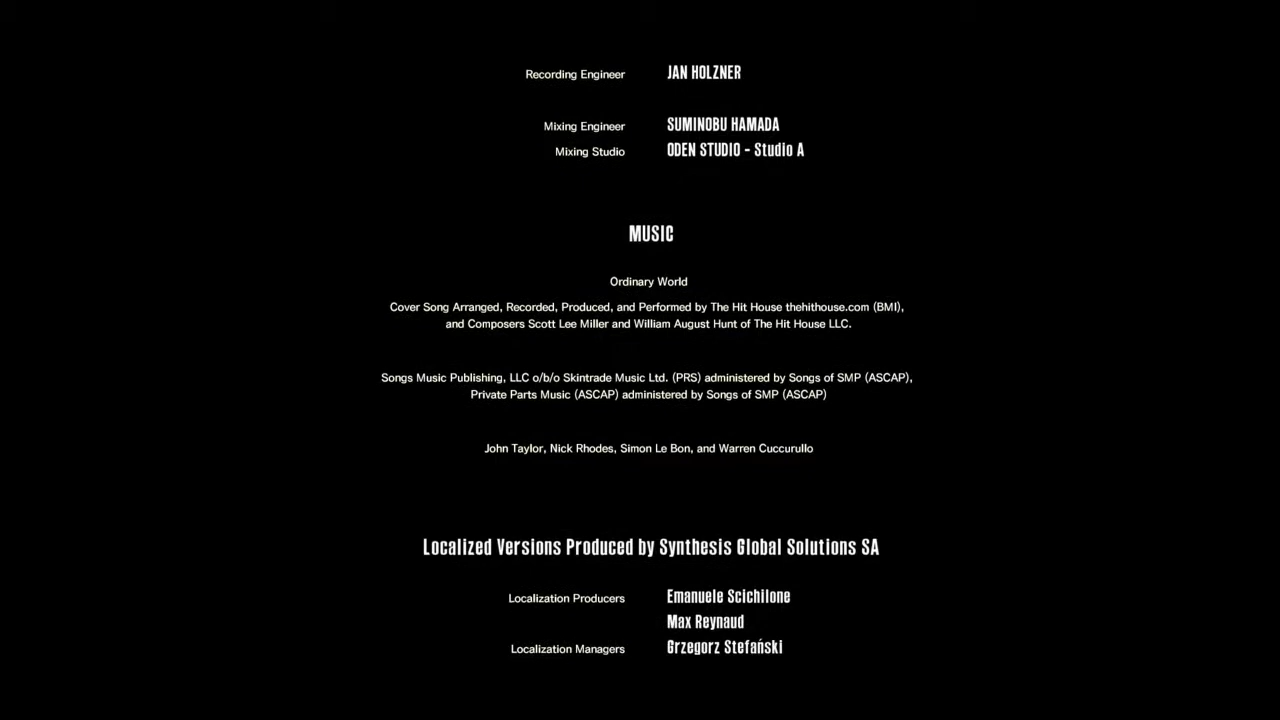 Recording Engineer JAN HOLZNER
Mixing Engineer SUMINOBU HAMADA
Mixing Studio ODEN STUDIO - Studio A
MUSIC
Ordinary World
Cover Song Arranged, Recorded, Produced, and Performed by The Hit House thehithouse.com (BMI),
and Composers Scott Lee Miller and William August Hunt of The Hit House LLC.
Songs Music Publishing, LLC o/b/o Skintrade Music Ltd. (PRS) administered by Songs of SMP (ASCAP),
Private Parts Music (ASCAP) administered by Songs of SMP (ASCAP)
John Taylor, Nick Rhodes, Simon Le Bon, and Warren Cuccurullo
Localized Versions Produced by Synthesis Global Solutions SA
Localization Producers Emanuele Scichilone
Max Reynaud
Localization Managers Grzegorz Stefański